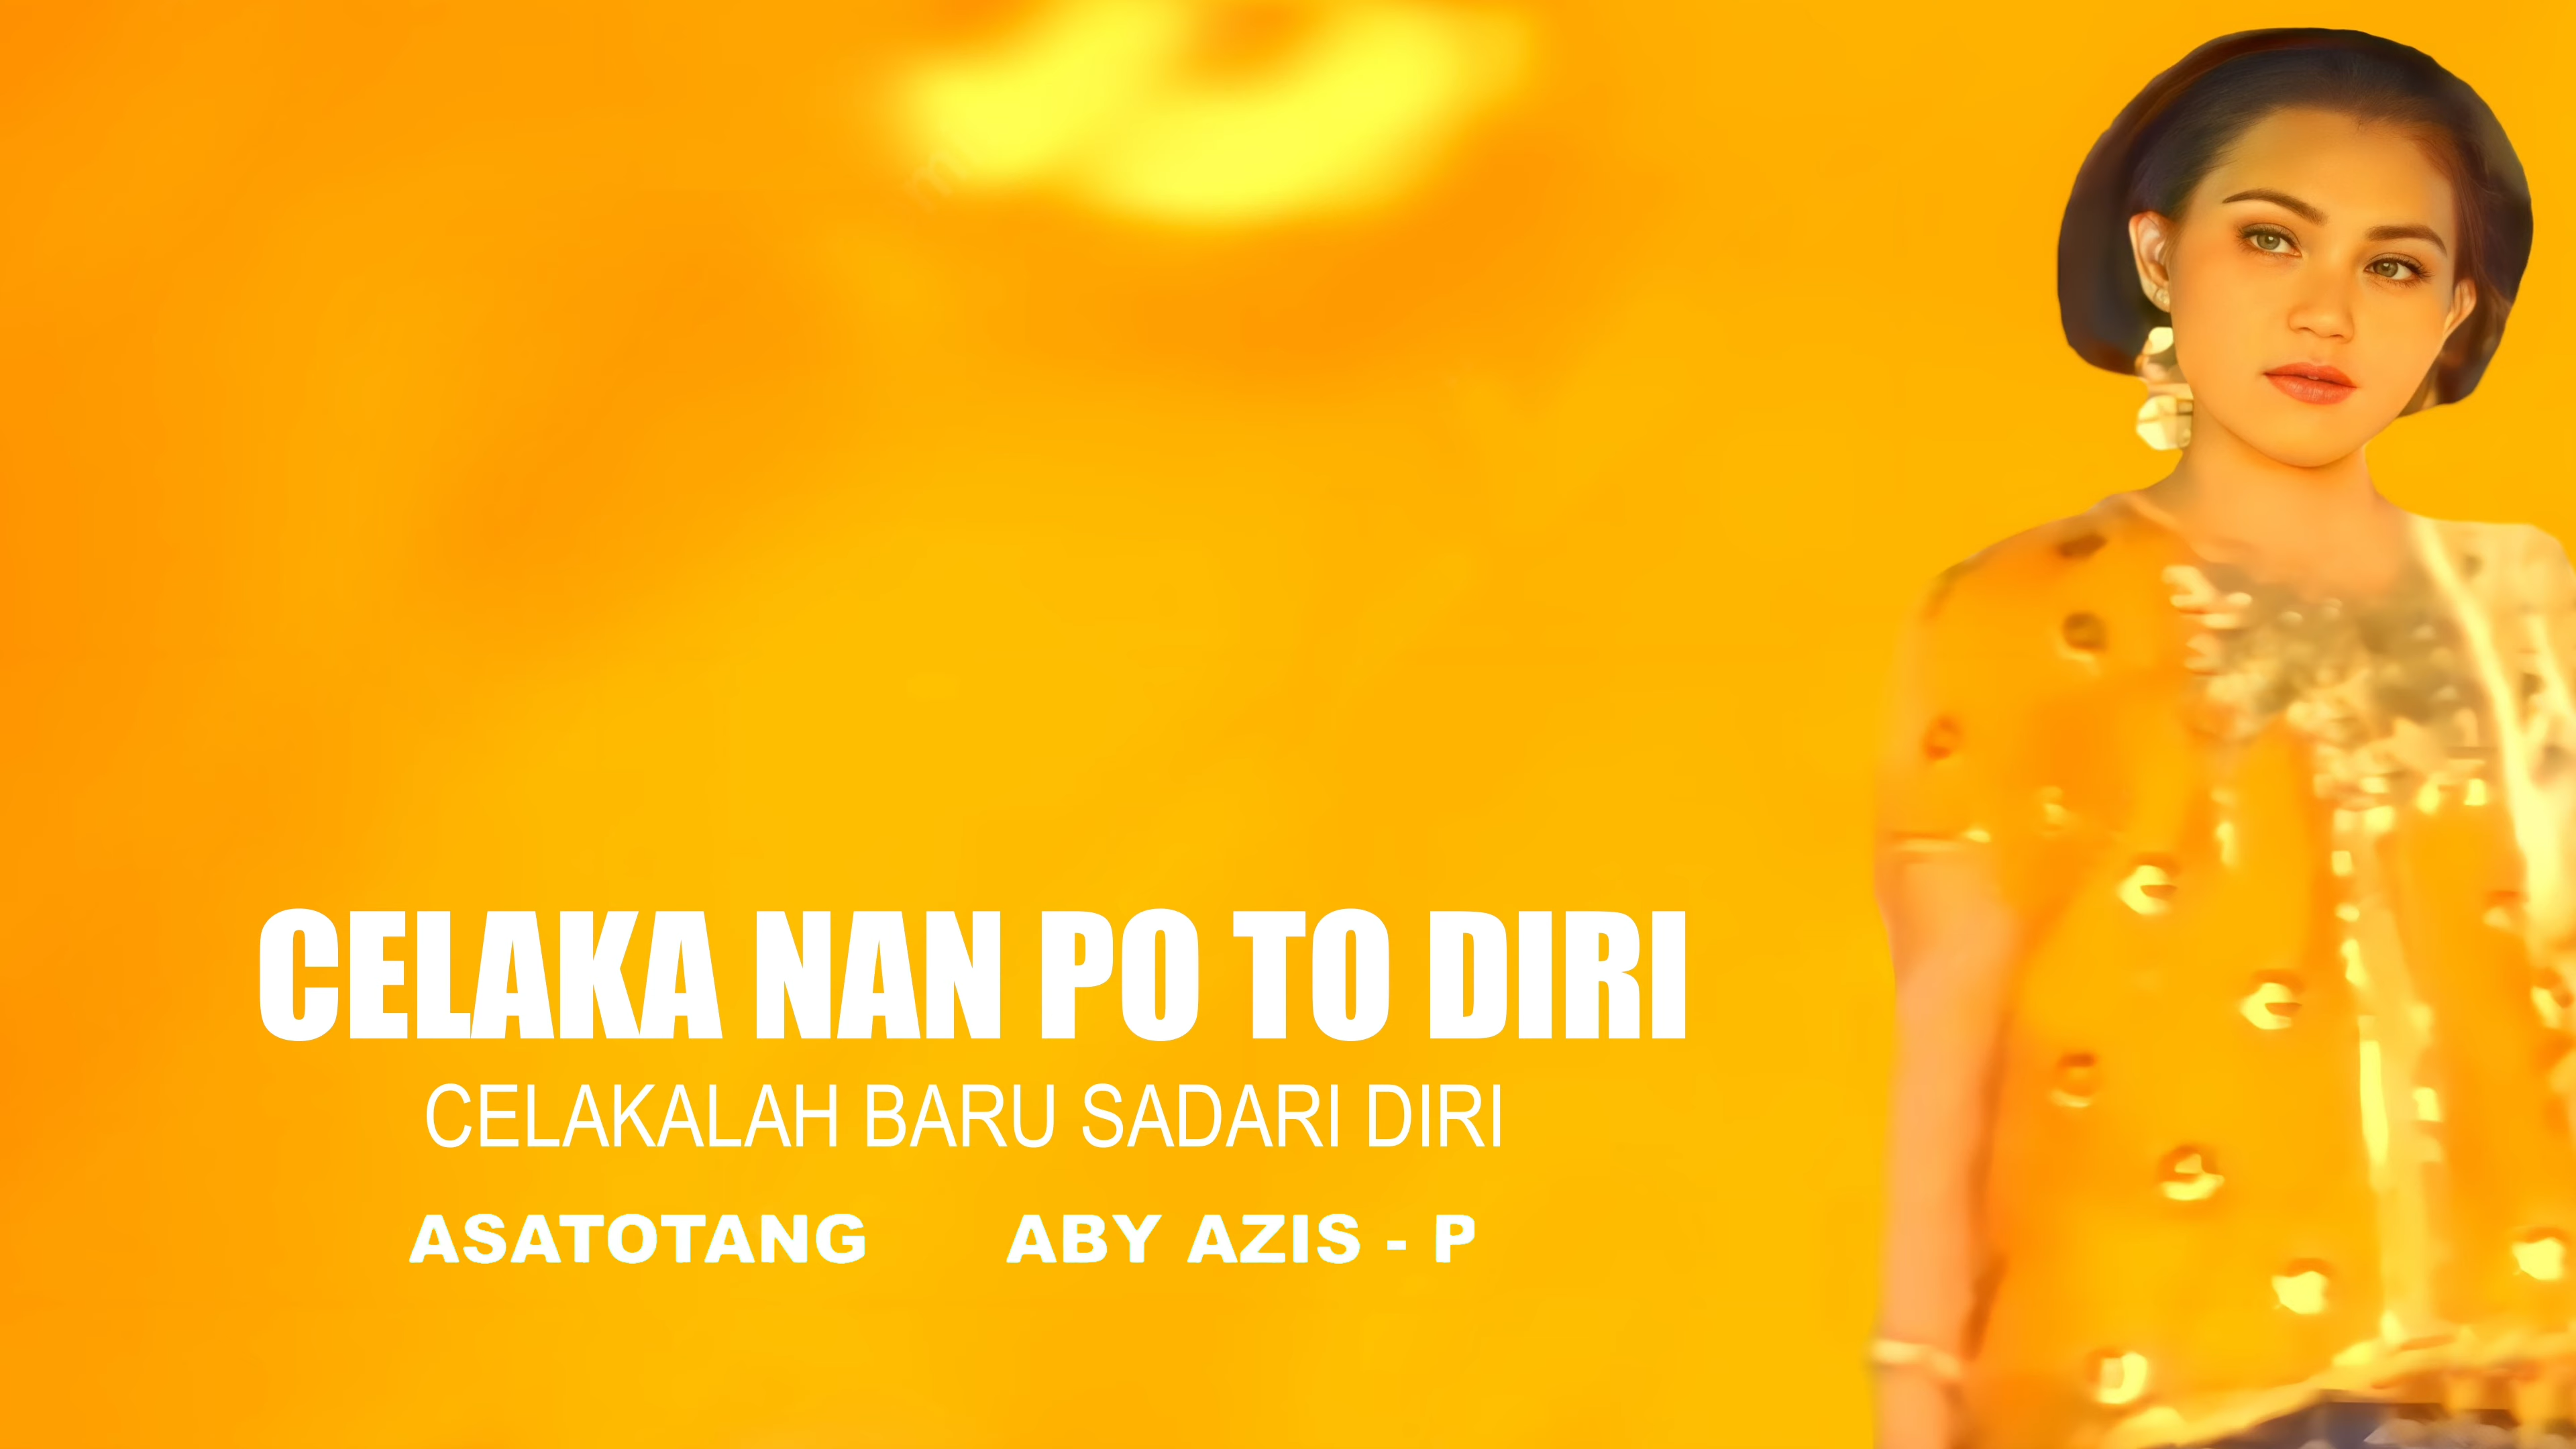 CELAKA NAN PO TO DIRI
CELAKALAH BARU SADARI DIRI
ASATOTANG ABY AZIS - P